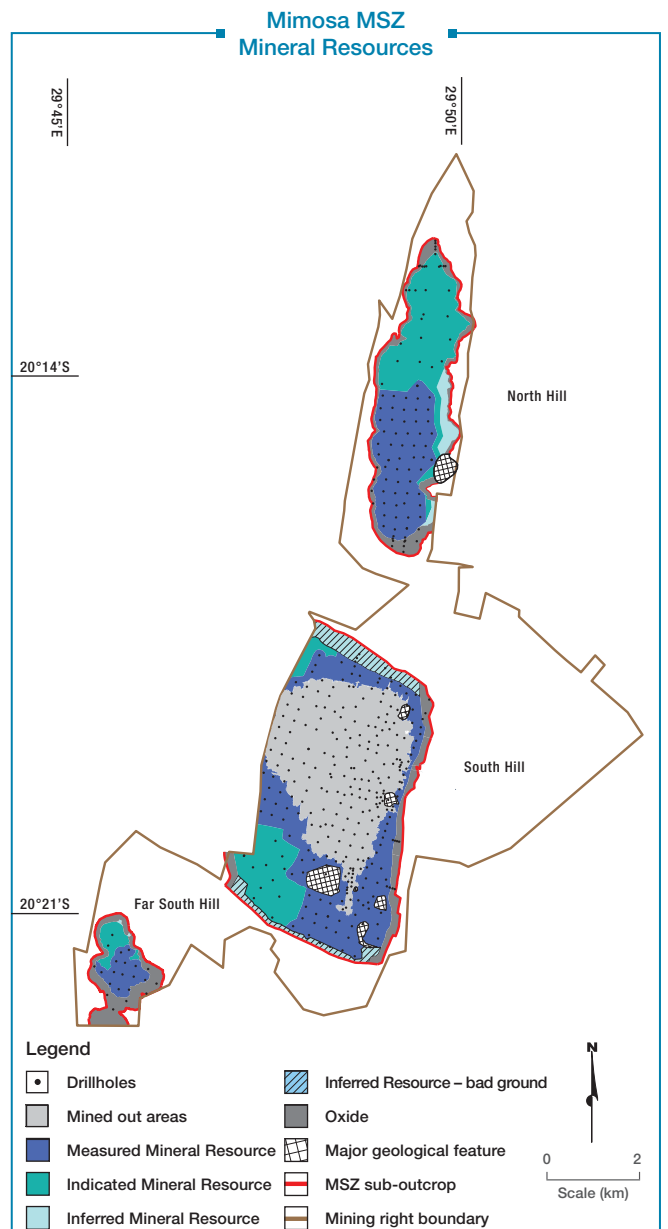 Mimosa MSZ
Mineral Resources
29°45'E
29°50'E
20°14'S
North Hill
South Hill
20°21'S
Far South Hill
Legend
Drillholes
Mined out areas
Measured Mineral Resource
Indicated Mineral Resource
Inferred Mineral Resource
Inferred Resource – bad ground
Oxide
Major geological feature
MSZ sub-outcrop
Mining right boundary
N
0 2
Scale (km)